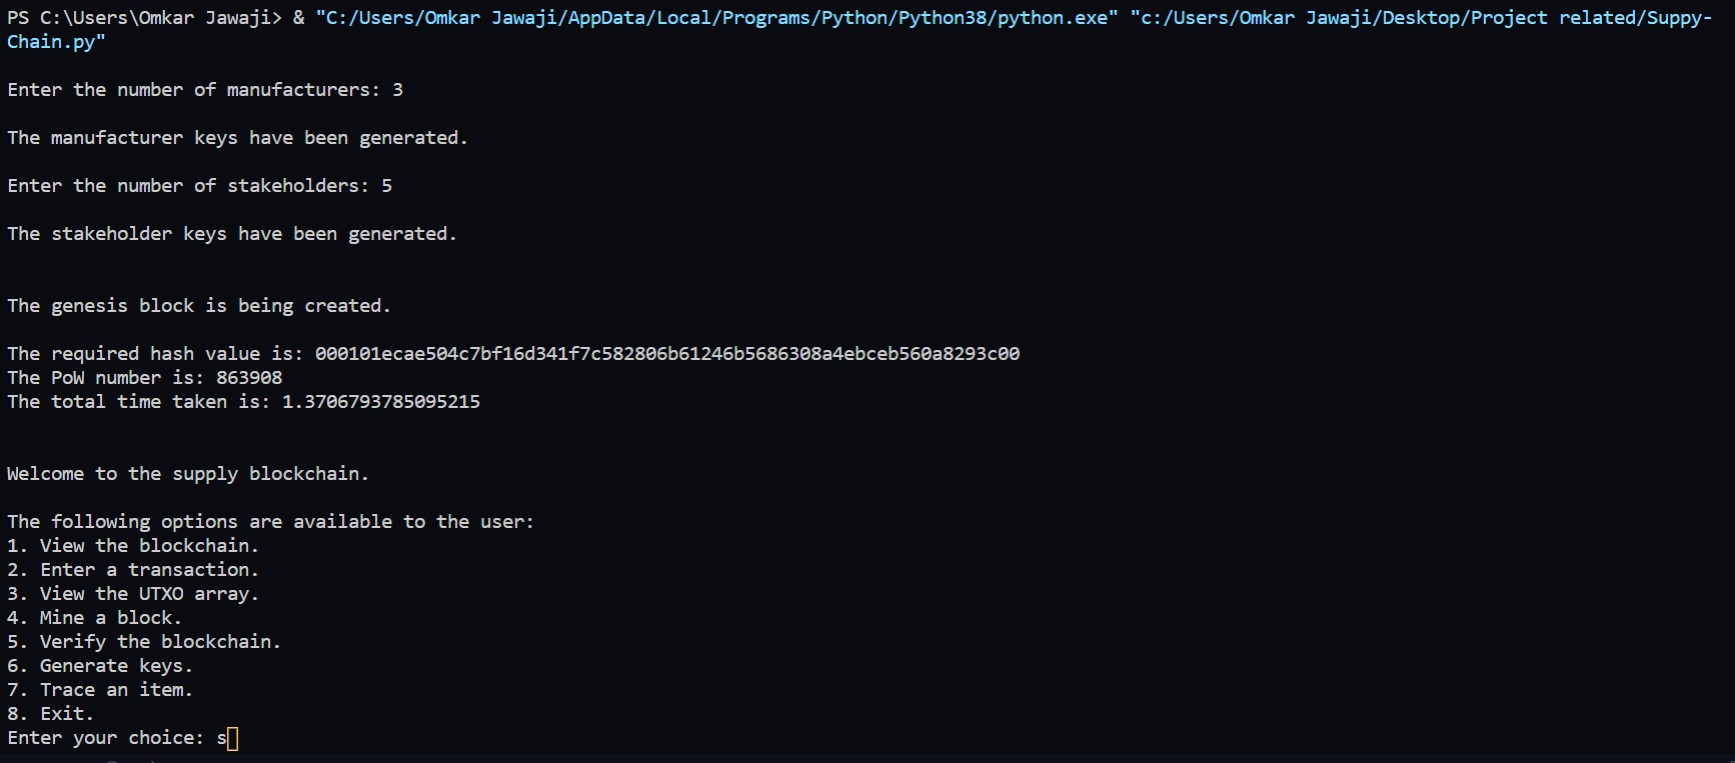 PS C:\Users\Omkar Jawaji> & "C:/Users/Omkar Jawaji/AppData/Local/Programs/Python/Python38/python.exe" "c:/Users/Omkar Jawaji/Desktop/Project related/Suppy-
Chain.py"
Enter the number of manufacturers: 3
The manufacturer keys have been generated.
Enter the number of stakeholders: 5
The stakeholder keys have been generated.
The genesis block is being created.
The required hash value is: 000101ecae504c7bf16d341f7c582806b61246b5686308a4ebceb560a8293c00
The PoW number is: 863908
The total time taken is: 1.3706793785095215
Welcome to the supply blockchain.
The following options are available to the user:
1. View the blockchain.
2. Enter a transaction.
3. View the UTXO array.
4. Mine a block.
5. Verify the blockchain.
6. Generate keys.
7. Trace an item.
8. Exit.
Enter your choice: s